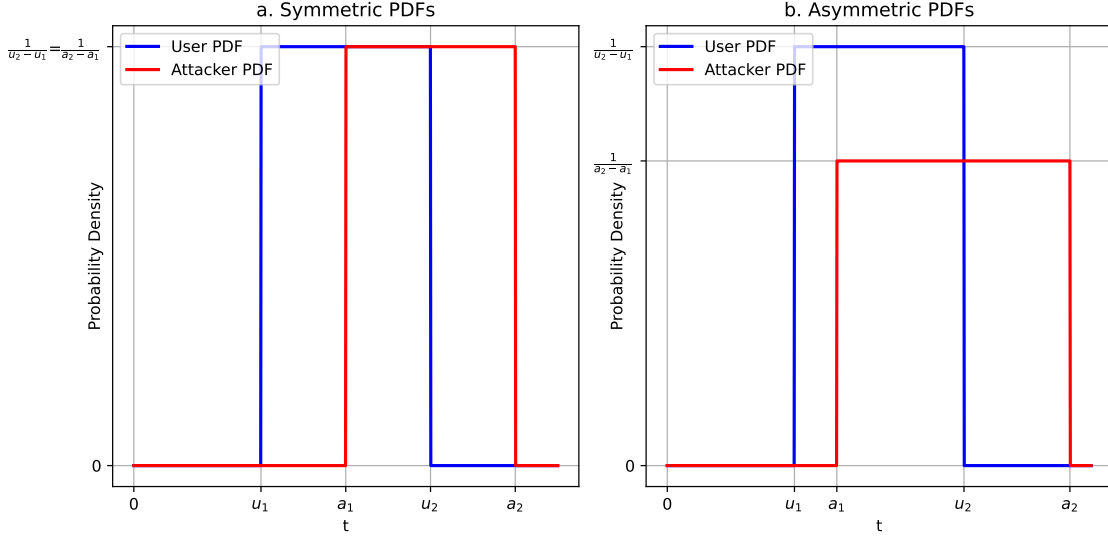 a. Symmetric PDFs
1/(u₂ − u₁) = 1/(a₂ − a₁)
User PDF
Attacker PDF
Probability Density
0
0 u₁ a₁ u₂ a₂
t
b. Asymmetric PDFs
1/(u₂ − u₁)
User PDF
Attacker PDF
1/(a₂ − a₁)
Probability Density
0
0 u₁ a₁ u₂ a₂
t